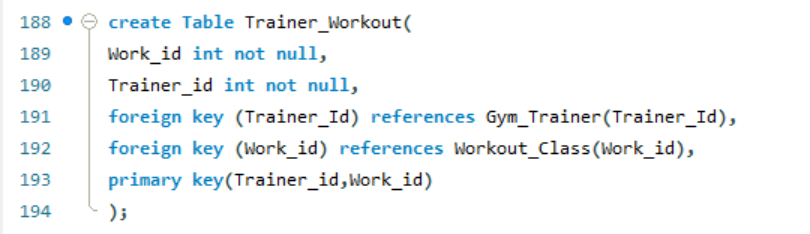 188 create Table Trainer_Workout(
189 Work_id int not null,
190 Trainer_id int not null,
191 foreign key (Trainer_Id) references Gym_Trainer(Trainer_Id),
192 foreign key (Work_id) references Workout_Class(Work_id),
193 primary key(Trainer_id,Work_id)
194 );